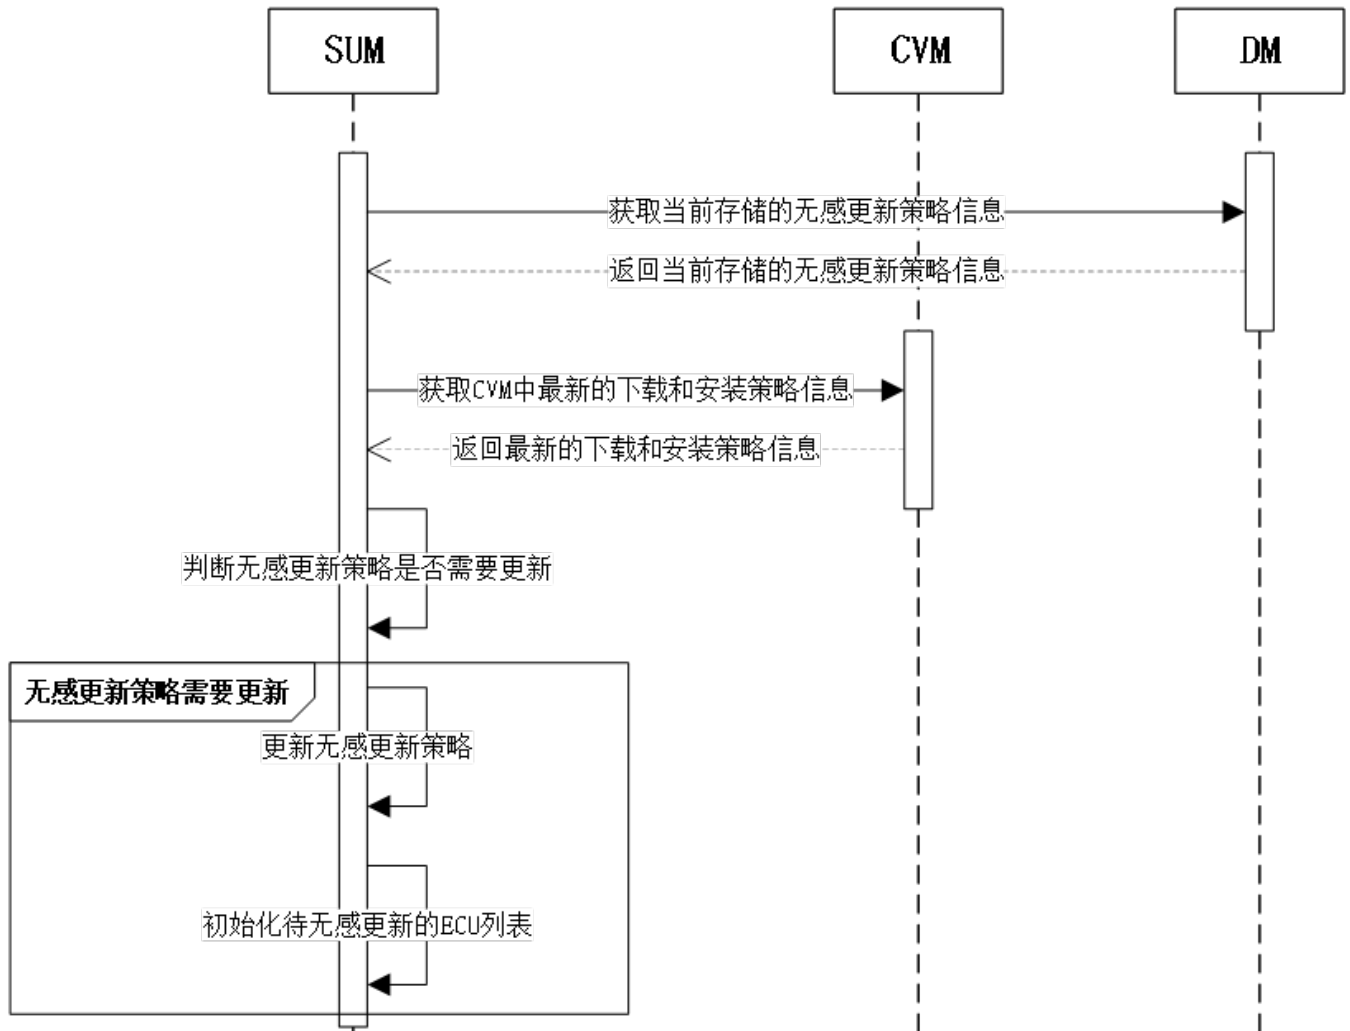 SUM
CVM
DM
获取当前存储的无感更新策略信息
返回当前存储的无感更新策略信息
获取CVM中最新的下载和安装策略信息
返回最新的下载和安装策略信息
判断无感更新策略是否需要更新
无感更新策略需要更新
更新无感更新策略
初始化待无感更新的ECU列表